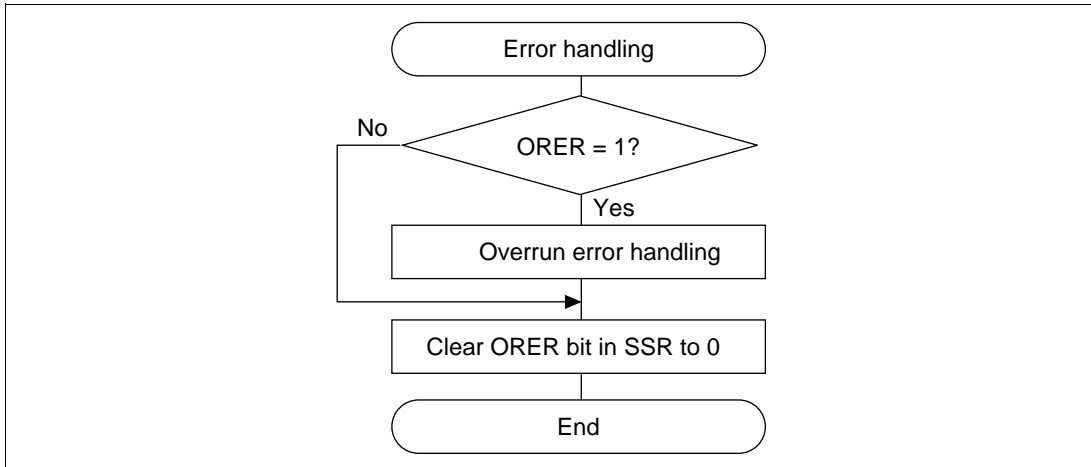 Error handling
No
ORER = 1?
Yes
Overrun error handling
Clear ORER bit in SSR to 0
End